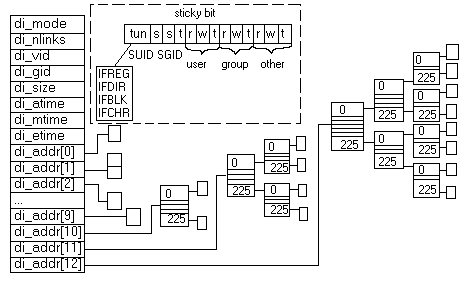 sticky bit
tun s s t r w t r w t r w t
SUID SGID
user group other
IFREG
IFDIR
IFBLK
IFCHR
di_mode
di_nlinks
di_vid
di_gid
di_size
di_atime
di_mtime
di_etime
di_addr[0]
di_addr[1]
di_addr[2]
...
di_addr[9]
di_addr[10]
di_addr[11]
di_addr[12]
0
225
0
225
0
225
0
225
0
225
0
225
0
225
0
225
0
225
0
225
0
225